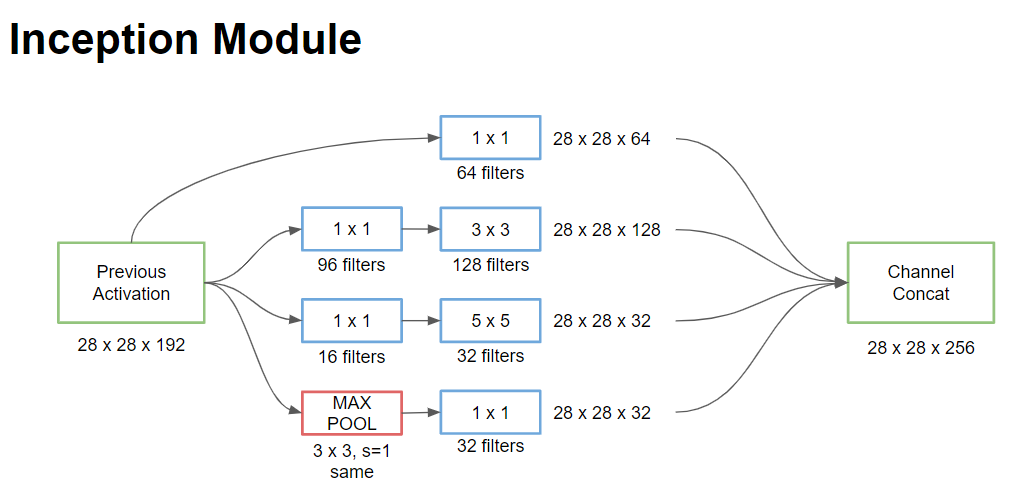 Inception Module
1 x 1
28 x 28 x 64
64 filters
1 x 1
3 x 3
28 x 28 x 128
96 filters
128 filters
Previous
Activation
28 x 28 x 192
1 x 1
5 x 5
28 x 28 x 32
16 filters
32 filters
MAX
POOL
3 x 3, s=1
same
1 x 1
28 x 28 x 32
32 filters
Channel
Concat
28 x 28 x 256